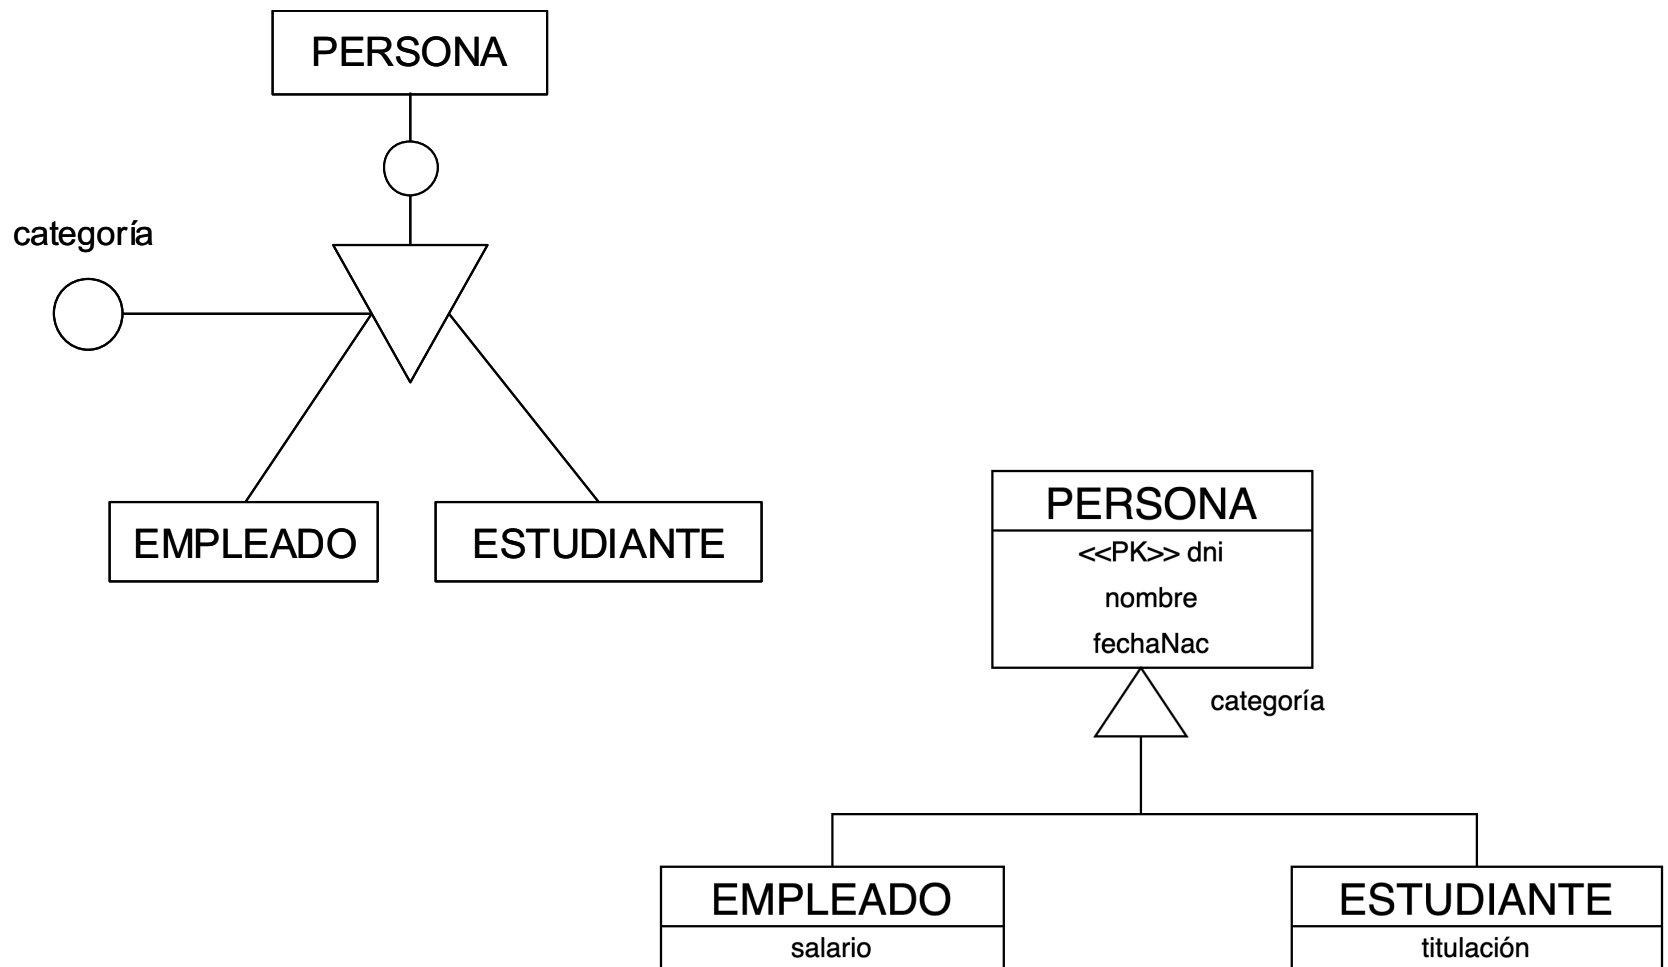 PERSONA
categoría
EMPLEADO
ESTUDIANTE
PERSONA
<<PK>> dni
nombre
fechaNac
categoría
EMPLEADO
salario
ESTUDIANTE
titulación